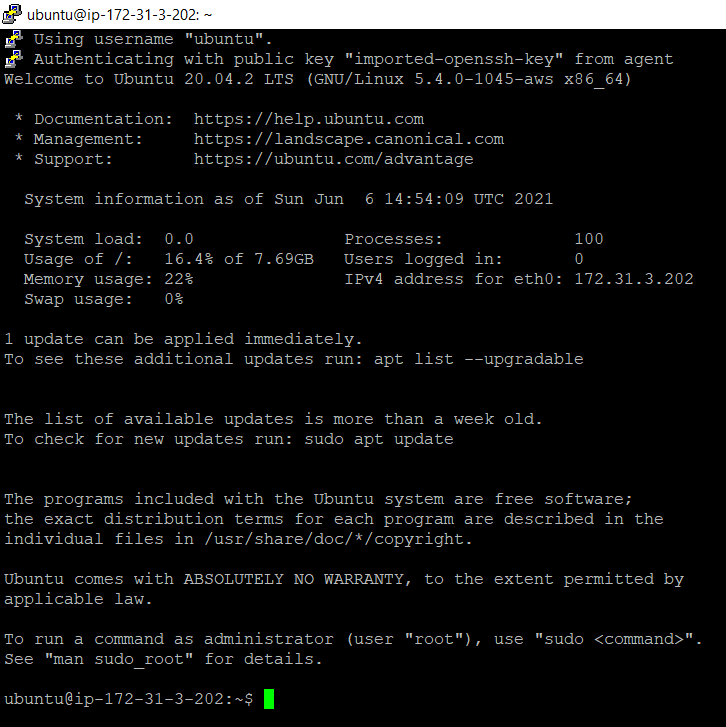 ubuntu@ip-172-31-3-202: ~
Using username "ubuntu".
Authenticating with public key "imported-openssh-key" from agent
Welcome to Ubuntu 20.04.2 LTS (GNU/Linux 5.4.0-1045-aws x86_64)
* Documentation:  https://help.ubuntu.com
* Management:     https://landscape.canonical.com
* Support:        https://ubuntu.com/advantage
System information as of Sun Jun  6 14:54:09 UTC 2021
System load:  0.0               Processes:             100
Usage of /:   16.4% of 7.69GB   Users logged in:       0
Memory usage: 22%               IPv4 address for eth0: 172.31.3.202
Swap usage:   0%
1 update can be applied immediately.
To see these additional updates run: apt list --upgradable
The list of available updates is more than a week old.
To check for new updates run: sudo apt update
The programs included with the Ubuntu system are free software;
the exact distribution terms for each program are described in the
individual files in /usr/share/doc/*/copyright.
Ubuntu comes with ABSOLUTELY NO WARRANTY, to the extent permitted by
applicable law.
To run a command as administrator (user "root"), use "sudo <command>".
See "man sudo_root" for details.
ubuntu@ip-172-31-3-202:~$